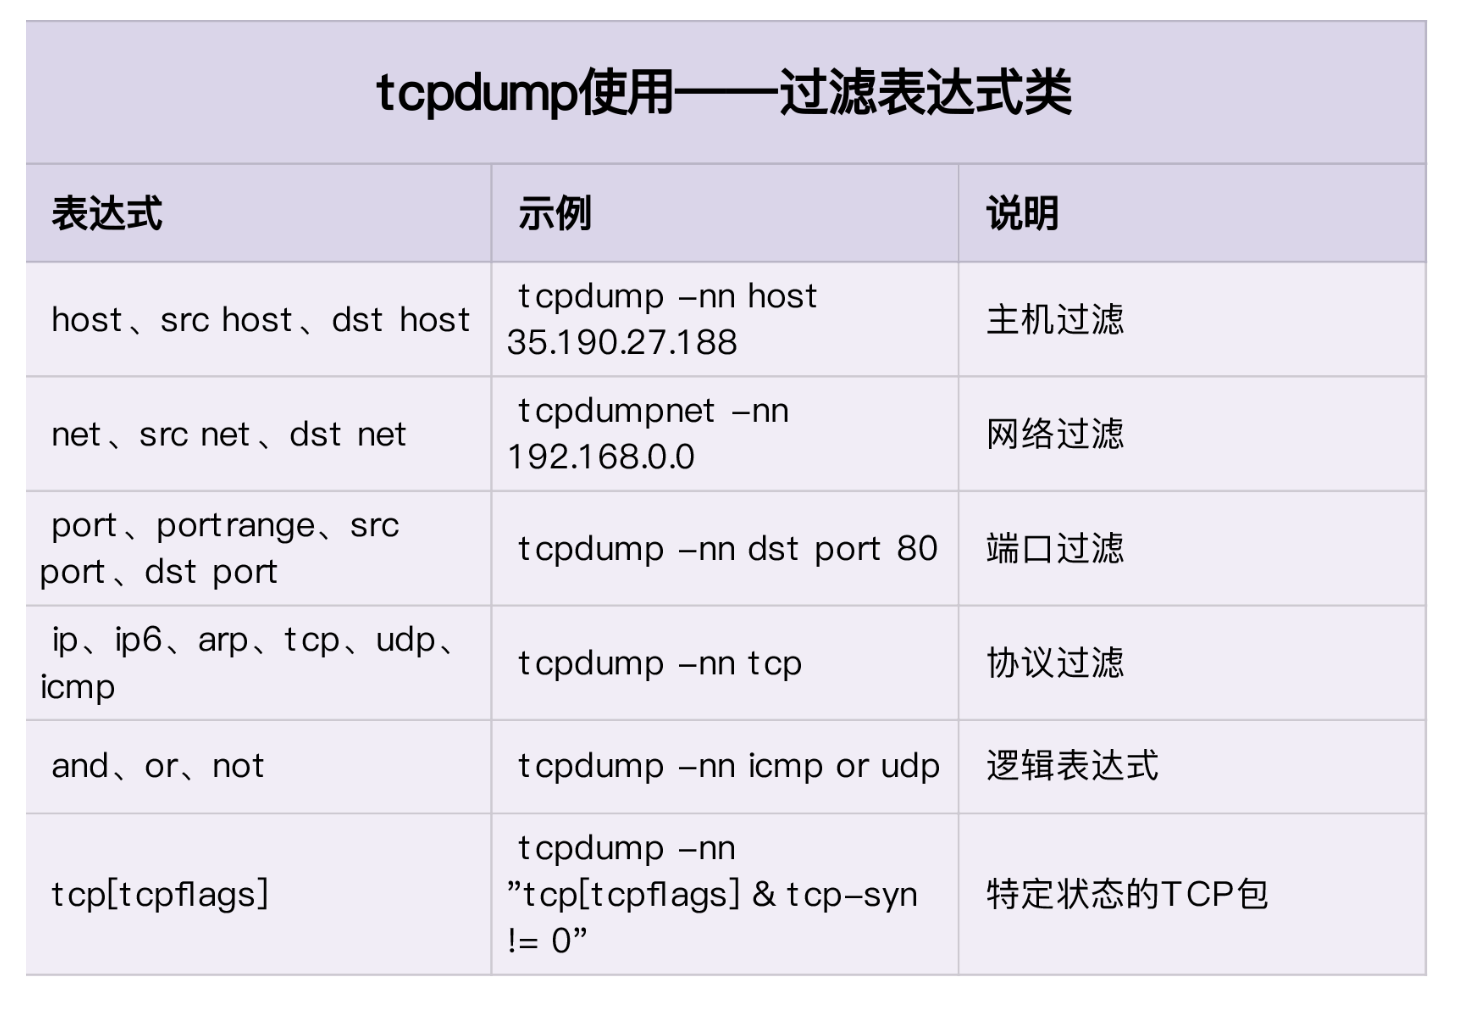 tcpdump使用——过滤表达式类
表达式
示例
说明
host、src host、dst host
tcpdump -nn host
35.190.27.188
主机过滤
net、src net、dst net
tcpdumpnet -nn
192.168.0.0
网络过滤
port、portrange、src
port、dst port
tcpdump -nn dst port 80
端口过滤
ip、ip6、arp、tcp、udp、
icmp
tcpdump -nn tcp
协议过滤
and、or、not
tcpdump -nn icmp or udp
逻辑表达式
tcp[tcpflags]
tcpdump -nn
”tcp[tcpflags] & tcp-syn
!= 0”
特定状态的TCP包